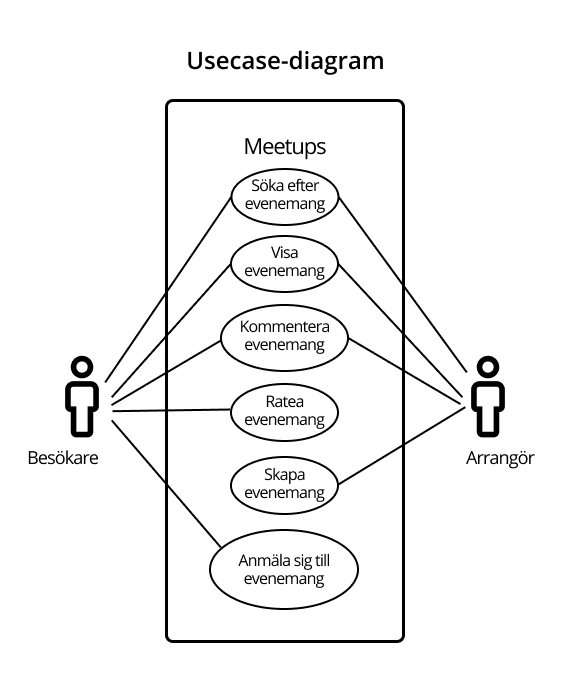 Usecase-diagram
Meetups
Söka efter
evenemang
Visa
evenemang
Kommentera
evenemang
Ratea
evenemang
Skapa
evenemang
Anmäla sig till
evenemang
Besökare
Arrangör